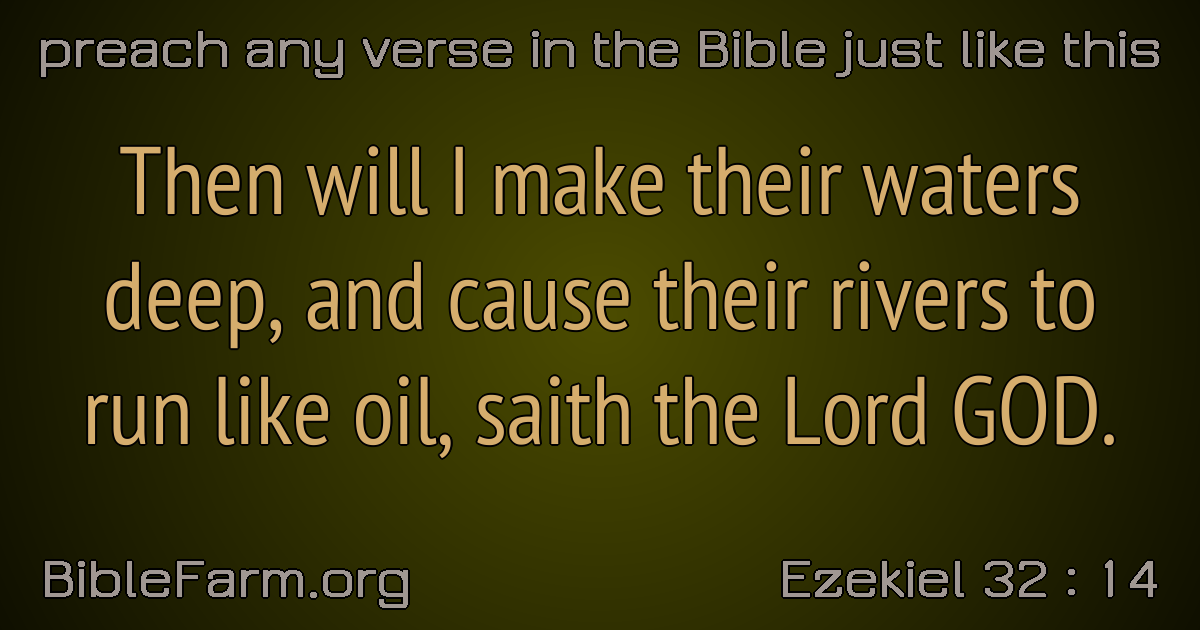 preach any verse in the Bible just like this
Then will I make their waters
deep, and cause their rivers to
run like oil, saith the Lord GOD.
BibleFarm.org
Ezekiel 32 : 14